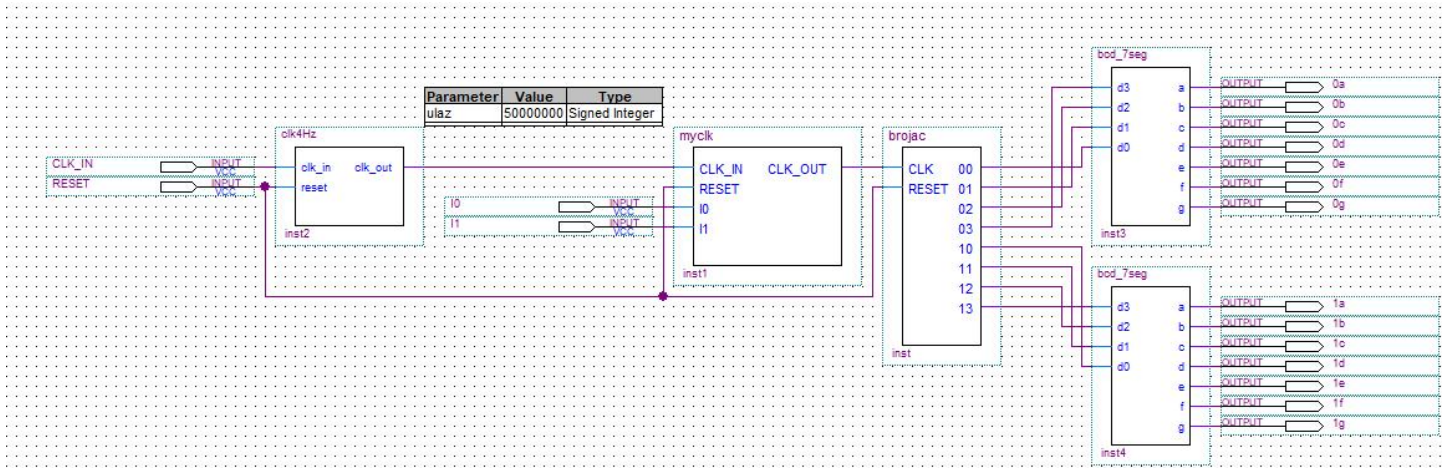 Parameter Value Type
ulaz 50000000 Signed Integer
CLK_IN INPUT VCC
RESET INPUT VCC
clk4Hz
clk_in clk_out
reset
inst2
I0 INPUT VCC
I1 INPUT VCC
myclk
CLK_IN CLK_OUT
RESET
I0
I1
inst1
brojac
CLK 00
RESET 01
02
03
10
11
12
13
inst
bcd_7seg
d3 a
d2 b
d1 c
d0 d
e
f
g
inst3
OUTPUT 0a
OUTPUT 0b
OUTPUT 0c
OUTPUT 0d
OUTPUT 0e
OUTPUT 0f
OUTPUT 0g
bcd_7seg
d3 a
d2 b
d1 c
d0 d
e
f
g
inst4
OUTPUT 1a
OUTPUT 1b
OUTPUT 1c
OUTPUT 1d
OUTPUT 1e
OUTPUT 1f
OUTPUT 1g